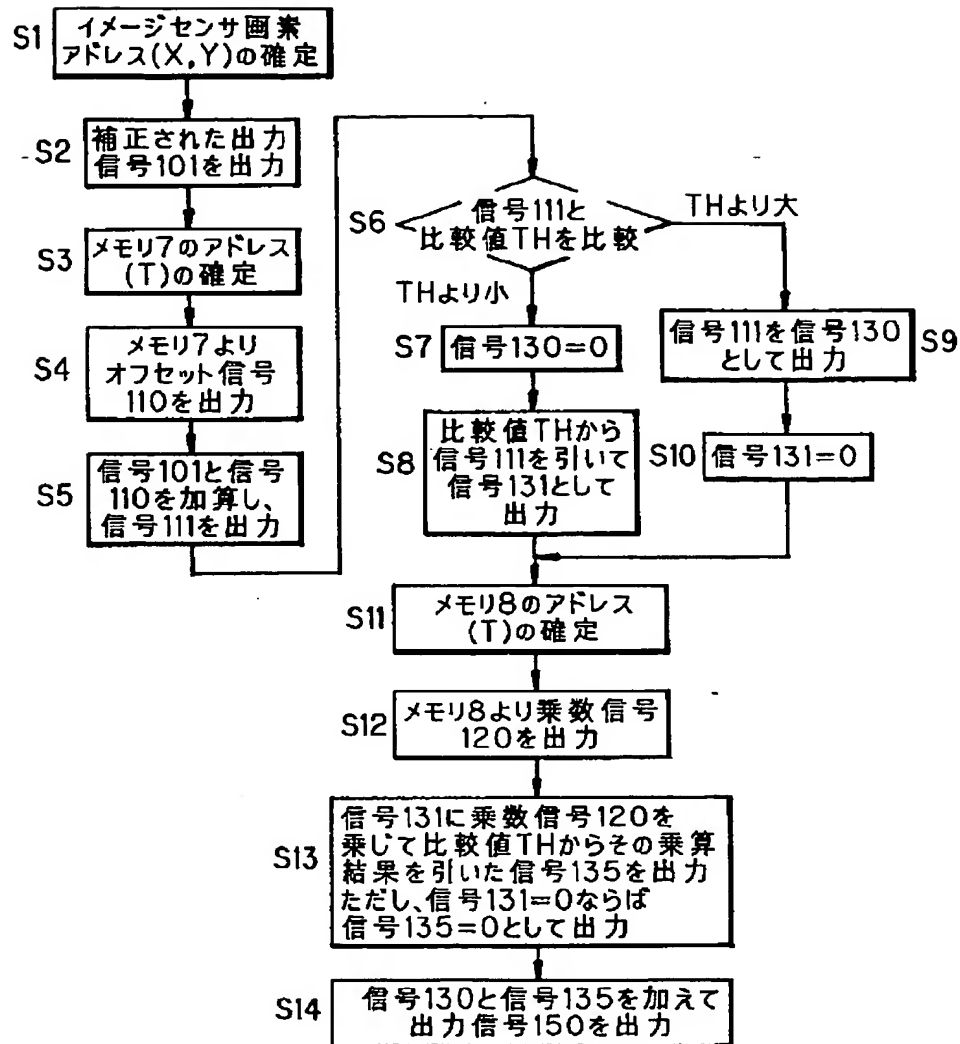 S1
イメージセンサ画素
アドレス(X,Y)の確定
S2
補正された出力
信号101を出力
S3
メモリ7のアドレス
(T)の確定
S4
メモリ7より
オフセット信号
110を出力
S5
信号101と信号
110を加算し、
信号111を出力
S6
信号111と
比較値THを比較
THより大
THより小
S7
信号130=0
S8
比較値THから
信号111を引いて
信号131として
出力
信号111を信号130
として出力
S9
S10
信号131=0
S11
メモリ8のアドレス
(T)の確定
S12
メモリ8より乗数信号
120を出力
S13
信号131に乗数信号120を
乗じて比較値THからその乗算
結果を引いた信号135を出力
ただし、信号131=0ならば
信号135=0として出力
S14
信号130と信号135を加えて
出力信号150を出力